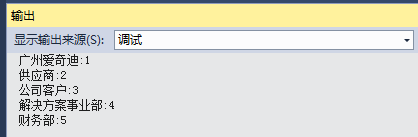 输出
显示输出来源(S): 调试
广州爱奇迪:1
供应商:2
公司客户:3
解决方案事业部:4
财务部:5